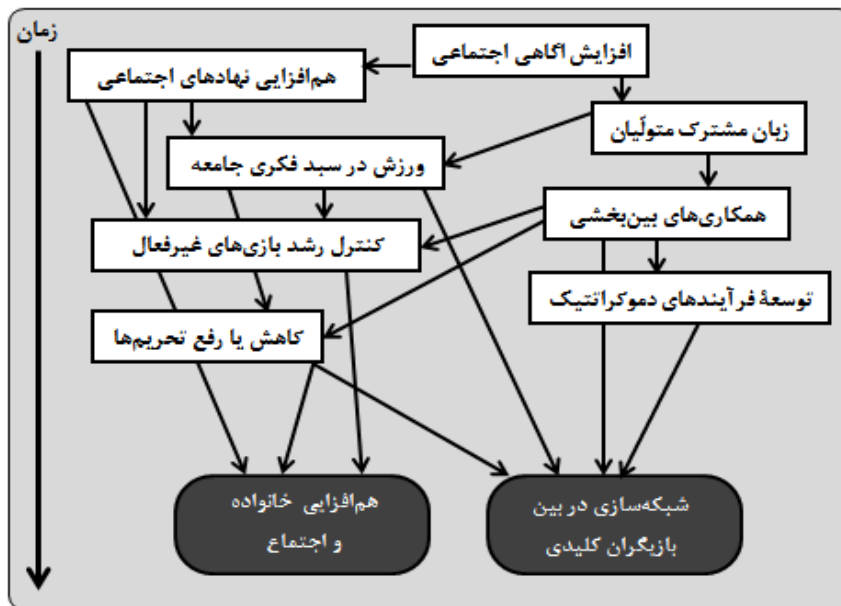 زمان
افزایش آگاهی اجتماعی
هم‌افزایی نهادهای اجتماعی
زبان مشترک متولّیان
ورزش در سبد فکری جامعه
همکاری‌های بین‌بخشی
کنترل رشد بازی‌های غیرفعال
توسعۀ فرآیندهای دموکراتتیک
کاهش یا رفع تحریم‌ها
هم‌افزایی خانواده
و اجتماع
شبکه‌سازی در بین
بازیگران کلیدی